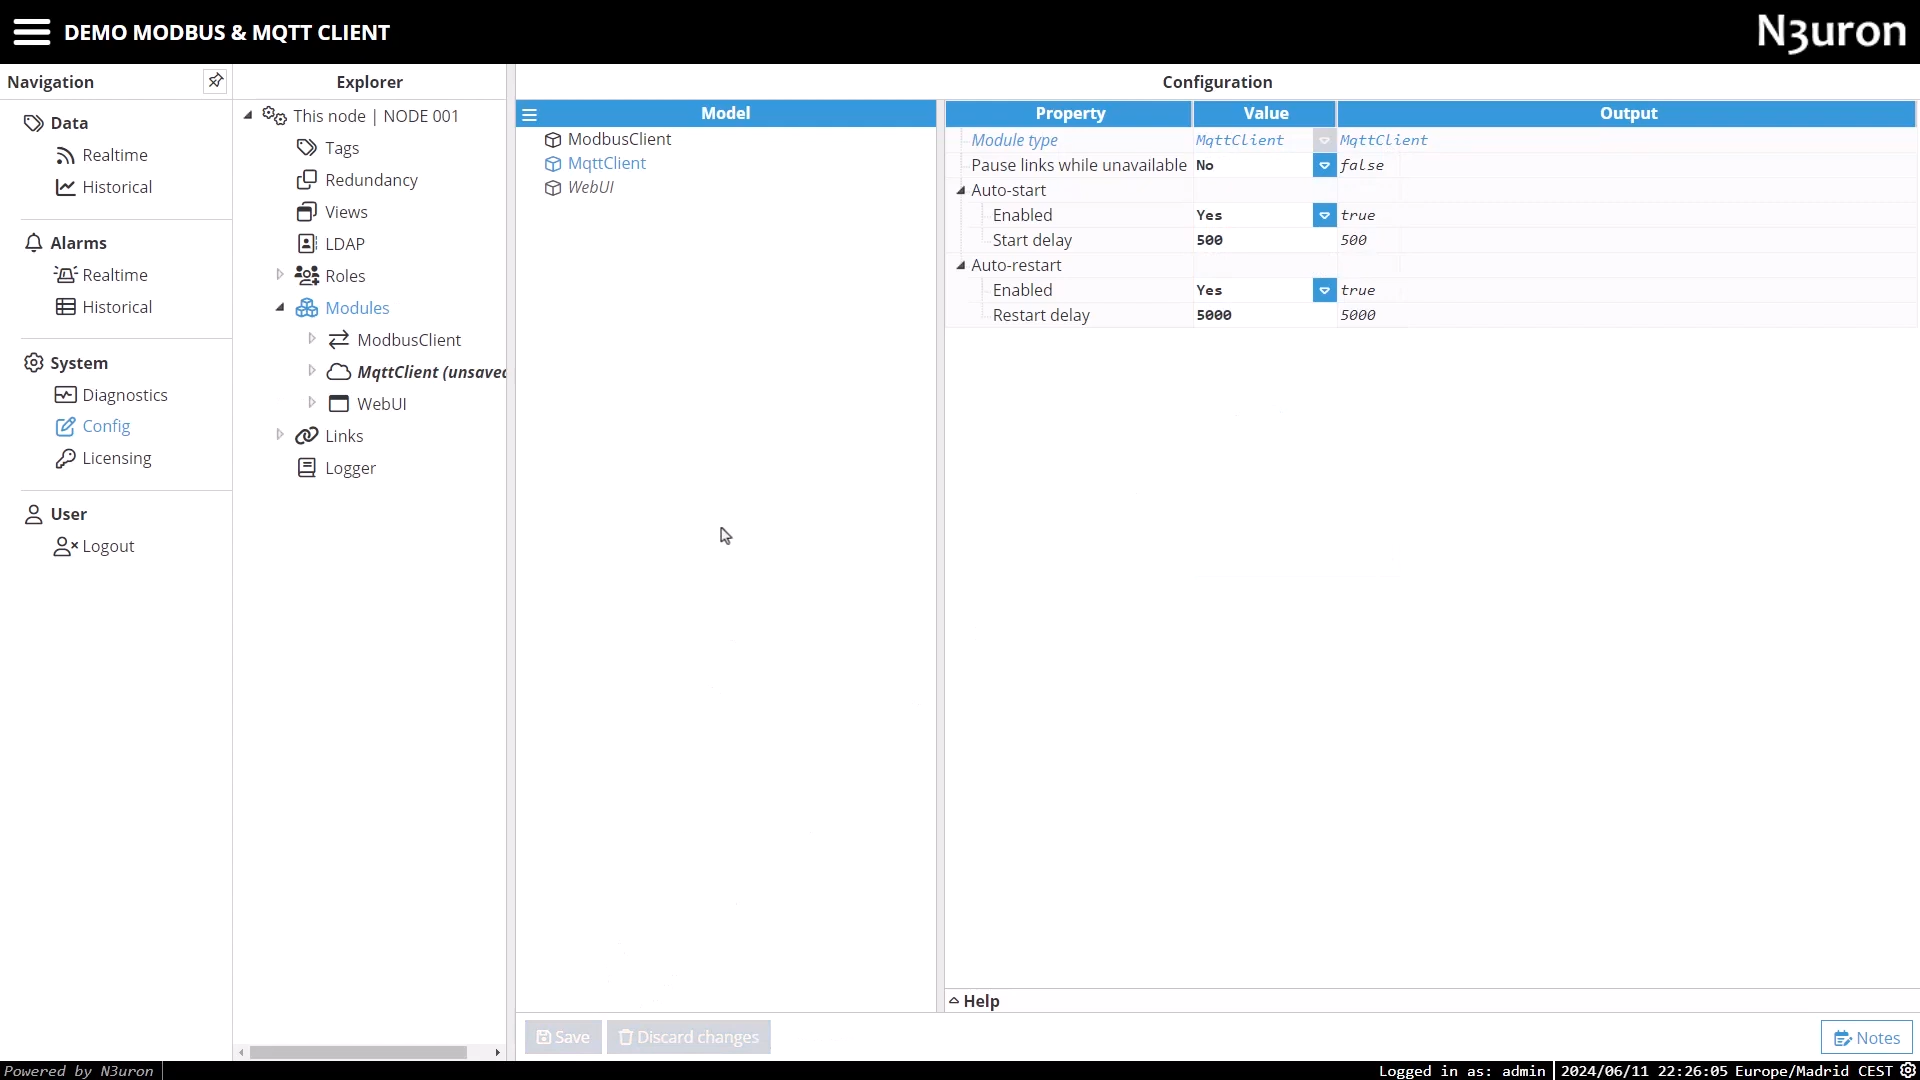 DEMO MODBUS & MQTT CLIENT
N3uron
Navigation
Explorer
Configuration
Data
Realtime
Historical
Alarms
Realtime
Historical
System
Diagnostics
Config
Licensing
User
Logout
This node | NODE 001
Tags
Redundancy
Views
LDAP
Roles
Modules
ModbusClient
MqttClient (unsaved
WebUI
Links
Logger
Model
ModbusClient
MqttClient
WebUI
Property Value Output
Module type MqttClient MqttClient
Pause links while unavailable No false
Auto-start
Enabled Yes true
Start delay 500 500
Auto-restart
Enabled Yes true
Restart delay 5000 5000
Help
Save Discard changes
Notes
Powered by N3uron
Logged in as: admin 2024/06/11 22:26:05 Europe/Madrid CEST